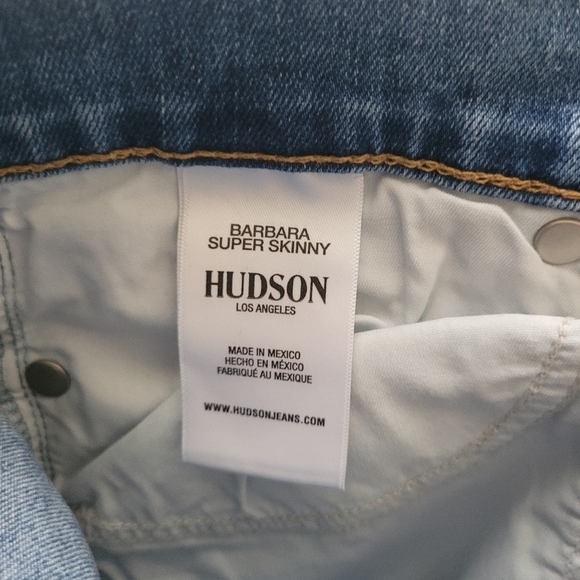 BARBARA
SUPER SKINNY
HUDSON
LOS ANGELES
MADE IN MEXICO
HECHO EN MÉXICO
FABRIQUÉ AU MEXIQUE
WWW.HUDSONJEANS.COM